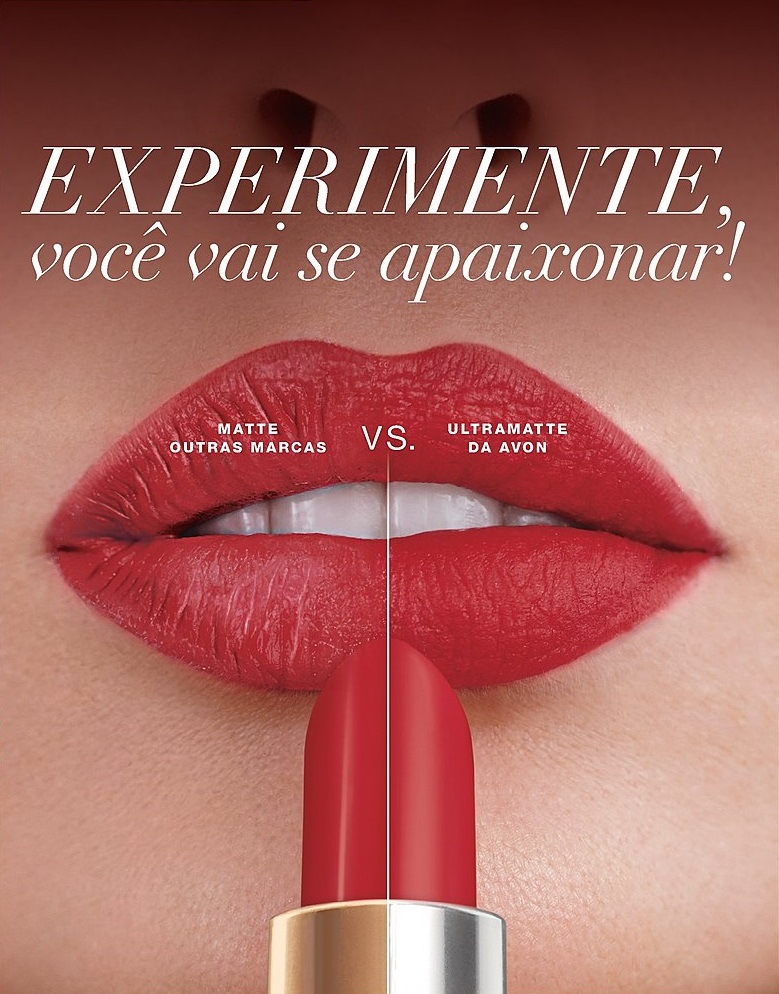 EXPERIMENTE,
você vai se apaixonar!
MATTE
OUTRAS MARCAS
VS.
ULTRAMATTE
DA AVON